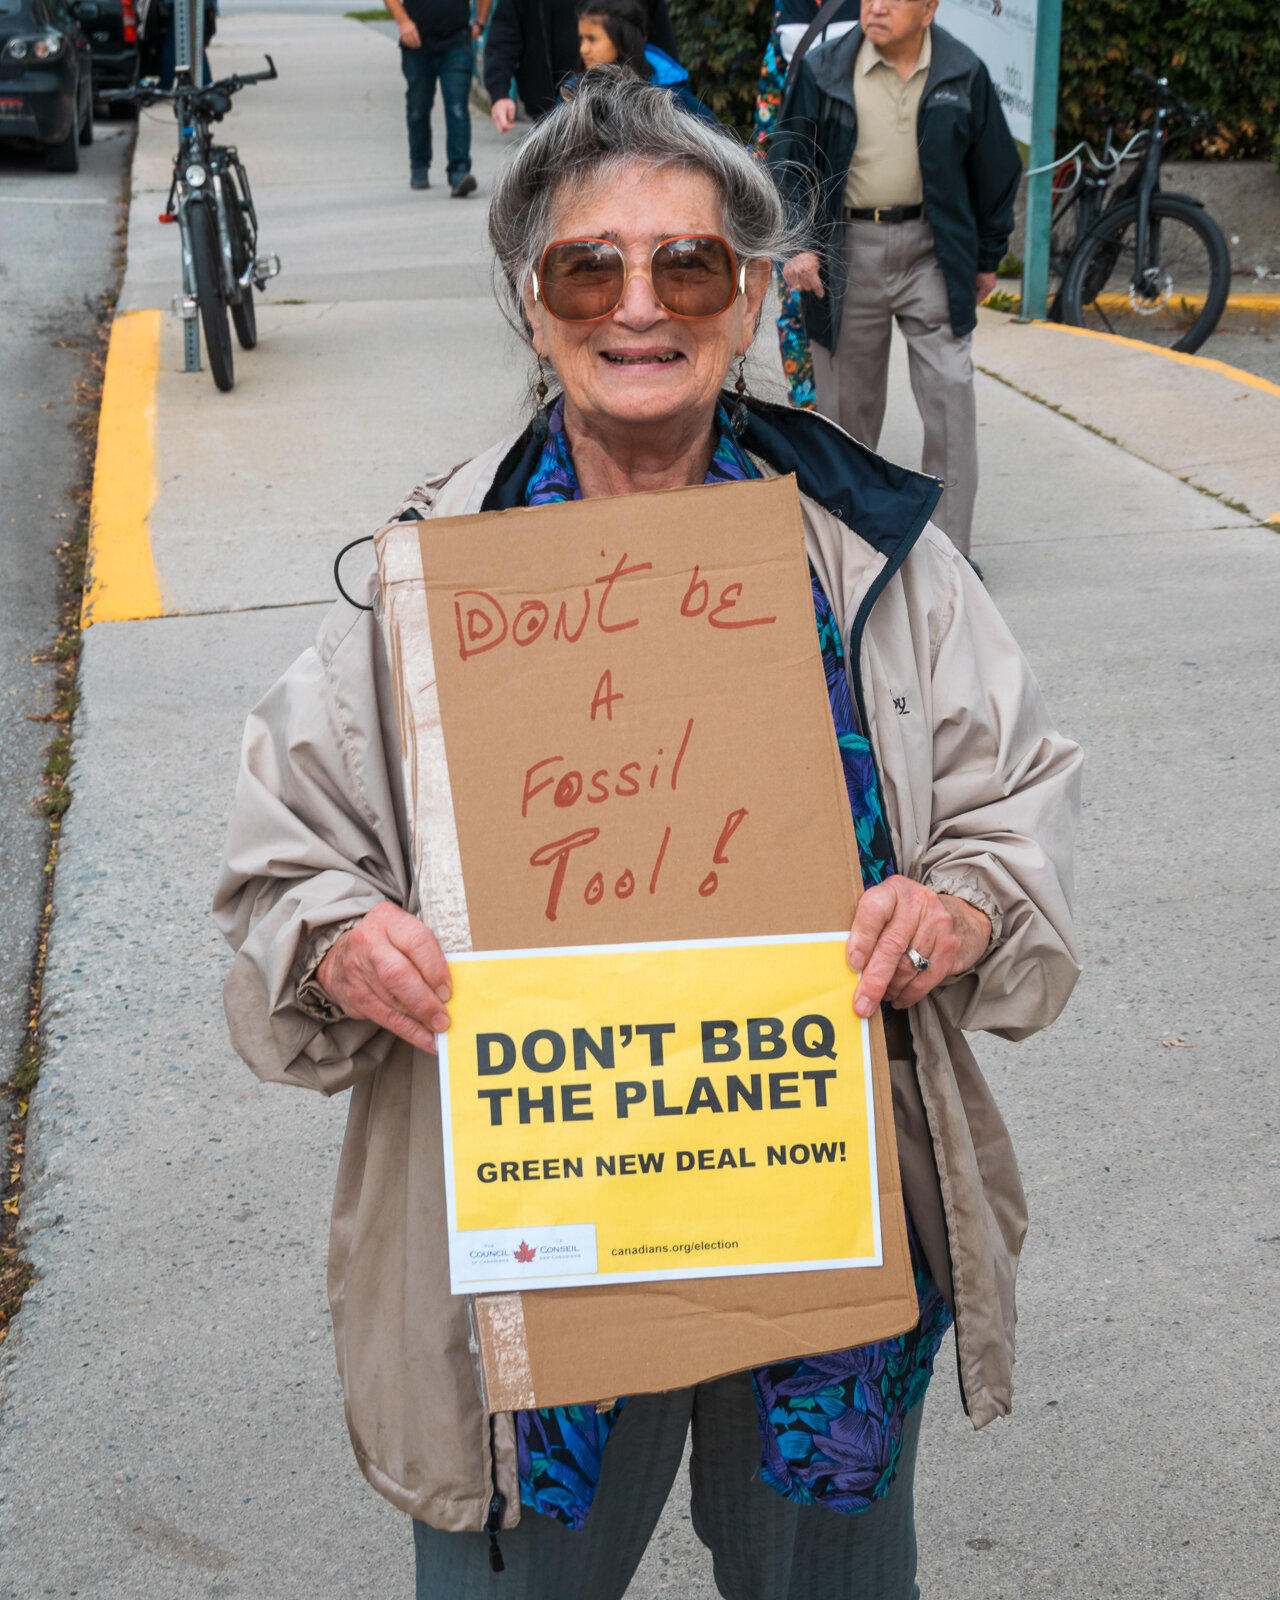 DON'T BE
A
FOSSIL
TOOl!
DON'T BBQ
THE PLANET
GREEN NEW DEAL NOW!
THE
COUNCIL
OF CANADIANS
LE
CONSEIL
DES CANADIENS
canadians.org/election
Columbia